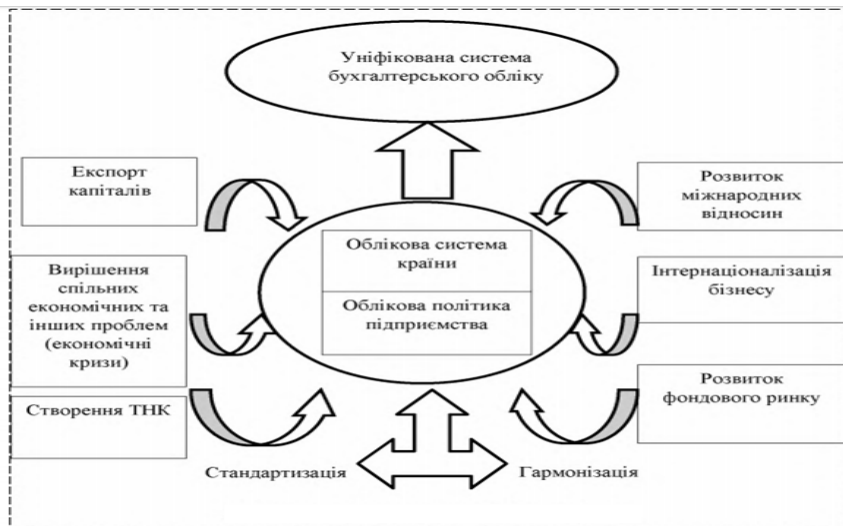 Уніфікована система
бухгалтерського обліку
Експорт
капіталів
Розвиток
міжнародних
відносин
Облікова система
країни
Вирішення
спільних
економічних та
інших проблем
(економічні
кризи)
Інтернаціоналізація
бізнесу
Облікова політика
підприємства
Створення ТНК
Розвиток
фондового ринку
Стандартизація
Гармонізація